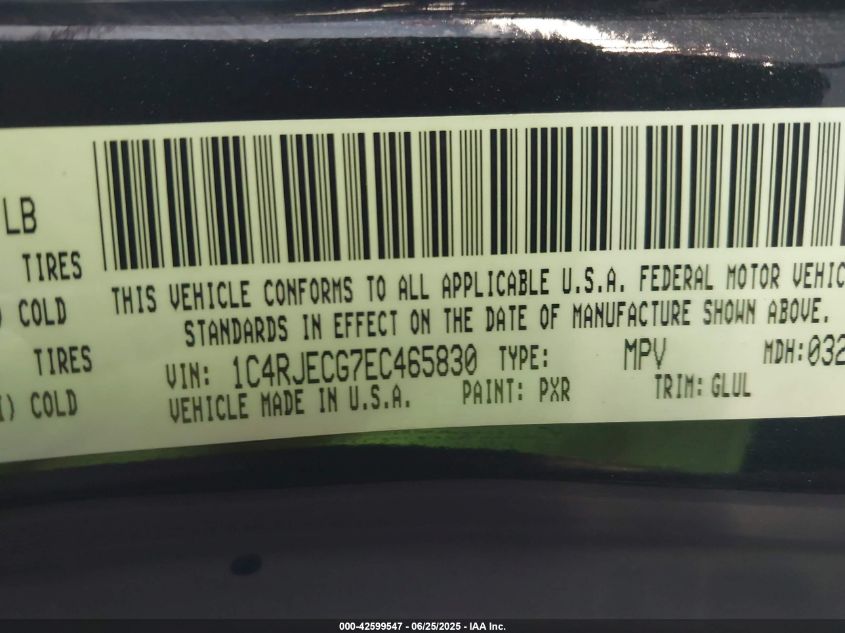 LB
TIRES
COLD
TIRES
I) COLD
THIS VEHICLE CONFORMS TO ALL APPLICABLE U.S.A. FEDERAL MOTOR VEHIC
STANDARDS IN EFFECT ON THE DATE OF MANUFACTURE SHOWN ABOVE.
VIN: 1C4RJECG7EC465830 TYPE: MPV MDH:032
VEHICLE MADE IN U.S.A. PAINT: PXR TRIM: GLUL
000-42599547 - 06/25/2025 - IAA Inc.